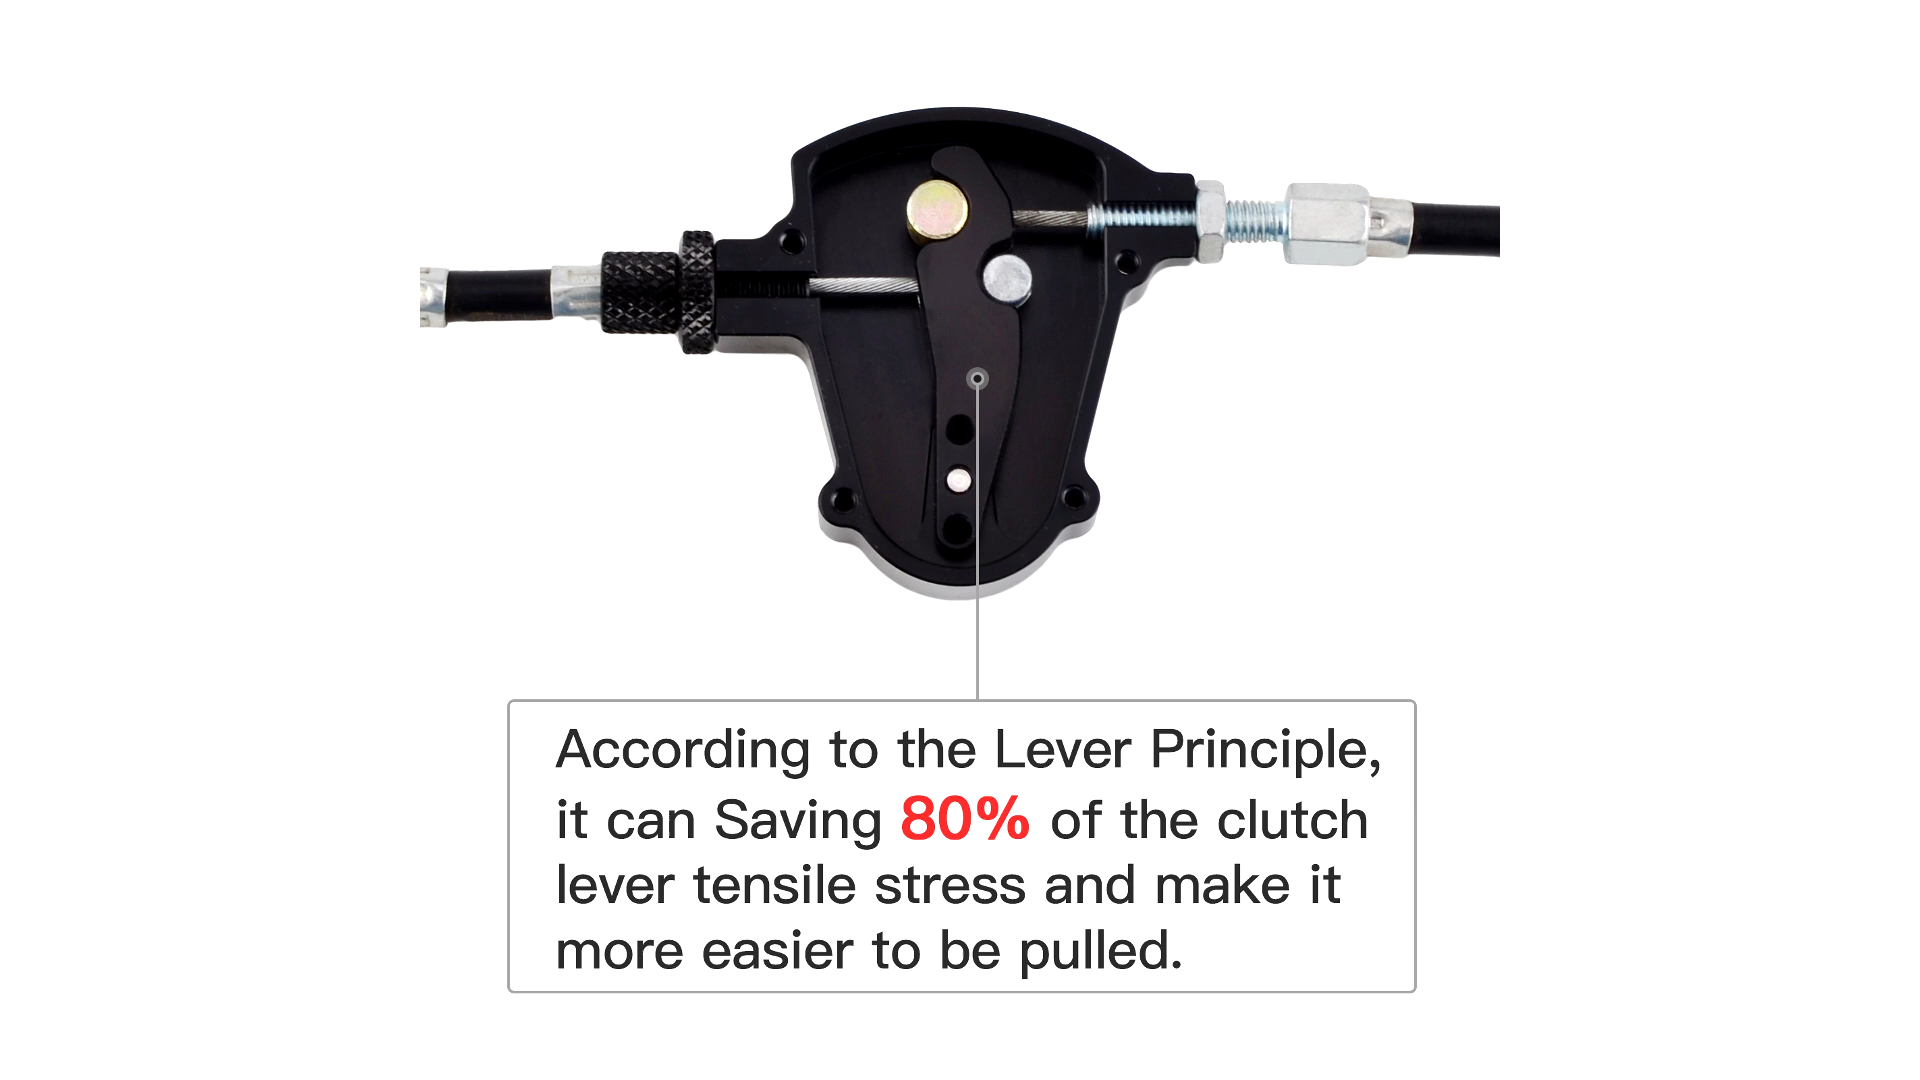 According to the Lever Principle,
it can Saving 80% of the clutch
lever tensile stress and make it
more easier to be pulled.